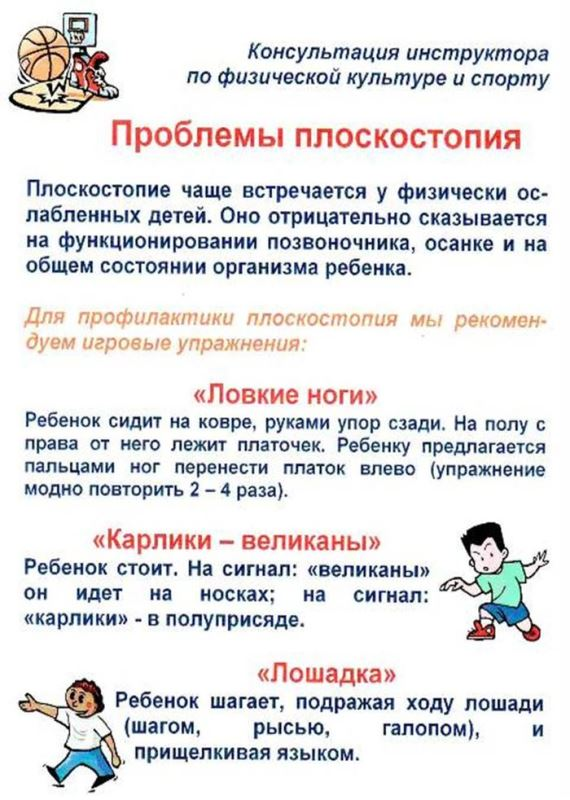 Консультация инструктора
по физической культуре и спорту
Проблемы плоскостопия
Плоскостопие чаще встречается у физически ос-
лабленных детей. Оно отрицательно сказывается
на функционировании позвоночника, осанке и на
общем состоянии организма ребенка.
Для профилактики плоскостопия мы рекомен-
дуем игровые упражнения:
«Ловкие ноги»
Ребенок сидит на ковре, руками упор сзади. На полу с
права от него лежит платочек. Ребенку предлагается
пальцами ног перенести платок влево (упражнение
модно повторить 2 – 4 раза).
«Карлики – великаны»
Ребенок стоит. На сигнал: «великаны»
он идет на носках; на сигнал:
«карлики» - в полуприсяде.
«Лошадка»
Ребенок шагает, подражая ходу лошади
(шагом, рысью, галопом), и
прищелкивая языком.